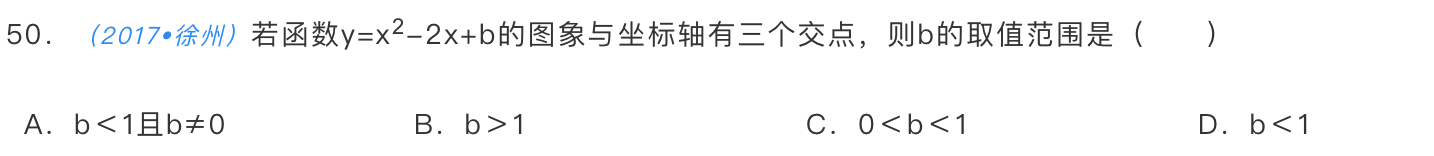 50. （2017•徐州）若函数y=x²-2x+b的图象与坐标轴有三个交点，则b的取值范围是（  ）
A. b＜1且b≠0 B. b＞1 C. 0＜b＜1 D. b＜1